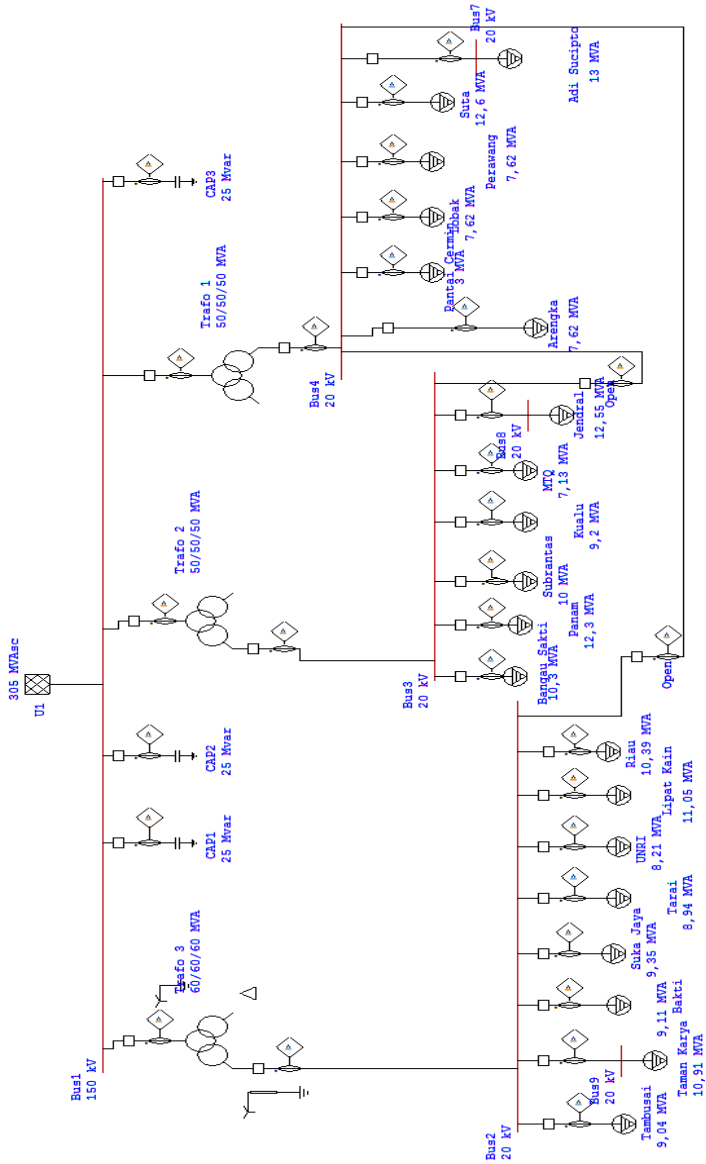 305 MVAsc
U1
Bus1
150 kV
Trafo 3
60/60/60 MVA
CAP1
25 Mvar
CAP2
25 Mvar
Trafo 2
50/50/50 MVA
Trafo 1
50/50/50 MVA
CAP3
25 Mvar
Bus4
20 kV
Arengka
7,62 MVA
Pantai Cermin
3 MVA
Lobak
7,62 MVA
Perawang
7,62 MVA
Suta
12,6 MVA
Bus7
20 kV
Adi Sucipto
13 MVA
Bus3
20 kV
Bangau Sakti
10,3 MVA
Panam
12,3 MVA
Subrantas
10 MVA
Kualu
9,2 MVA
MTQ
7,13 MVA
Bus8
20 kV
Jendral
12,55 MVA
Open
Bus2
20 kV
Tambusai
9,04 MVA
Bus9
20 kV
9,11 MVA
Taman Karya Bakti
10,91 MVA
Suka Jaya
9,35 MVA
Tarai
8,94 MVA
UNRI
8,21 MVA
Lipat Kain
11,05 MVA
Riau
10,39 MVA
Open